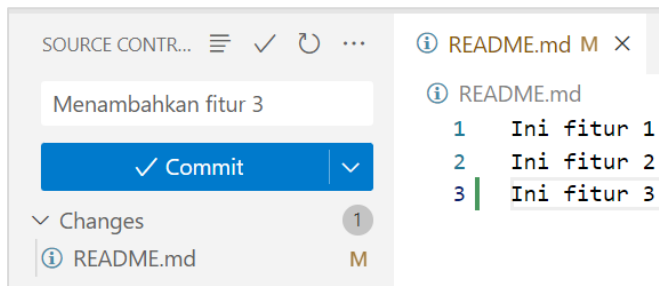 SOURCE CONTR...
Menambahkan fitur 3
Commit
Changes 1
README.md M
README.md M
README.md
1 Ini fitur 1
2 Ini fitur 2
3 Ini fitur 3